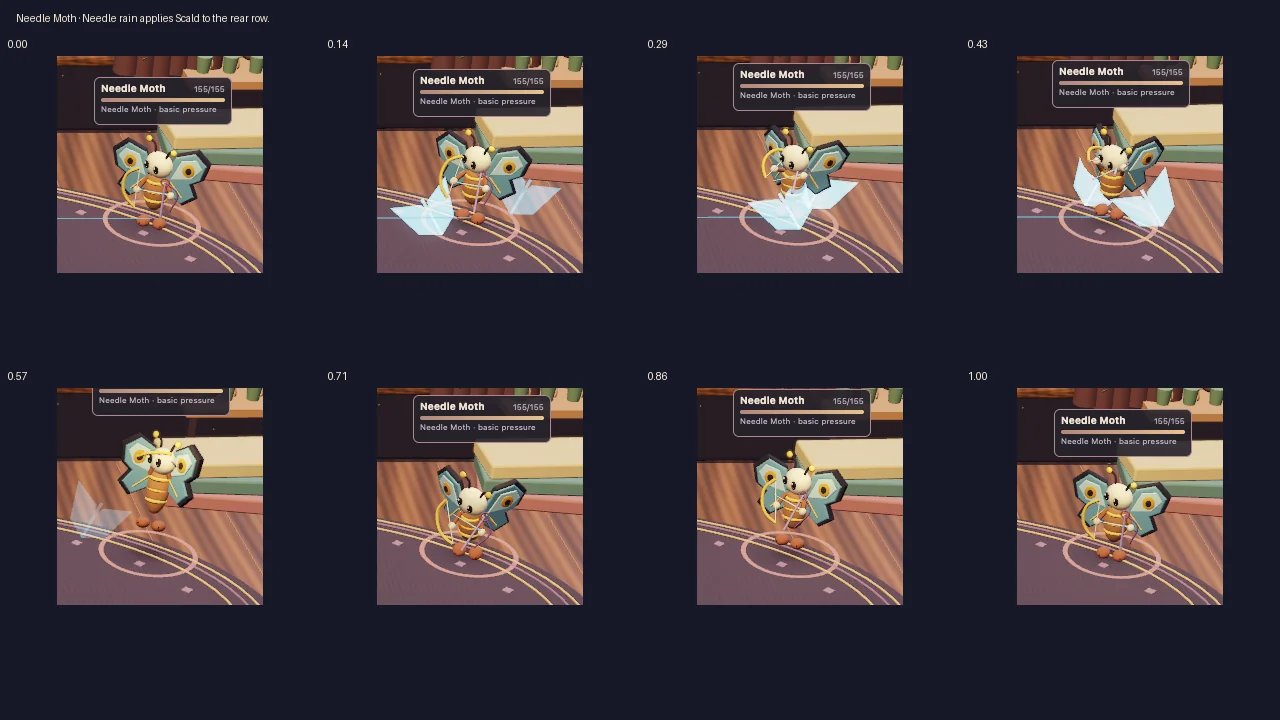 Needle Moth · Needle rain applies Scald to the rear row.
0.00
0.14
0.29
0.43
Needle Moth 155/155
Needle Moth · basic pressure
Needle Moth 155/155
Needle Moth · basic pressure
Needle Moth 155/155
Needle Moth · basic pressure
Needle Moth 155/155
Needle Moth · basic pressure
0.57
0.71
0.86
1.00
Needle Moth · basic pressure
Needle Moth 155/155
Needle Moth · basic pressure
Needle Moth 155/155
Needle Moth · basic pressure
Needle Moth 155/155
Needle Moth · basic pressure